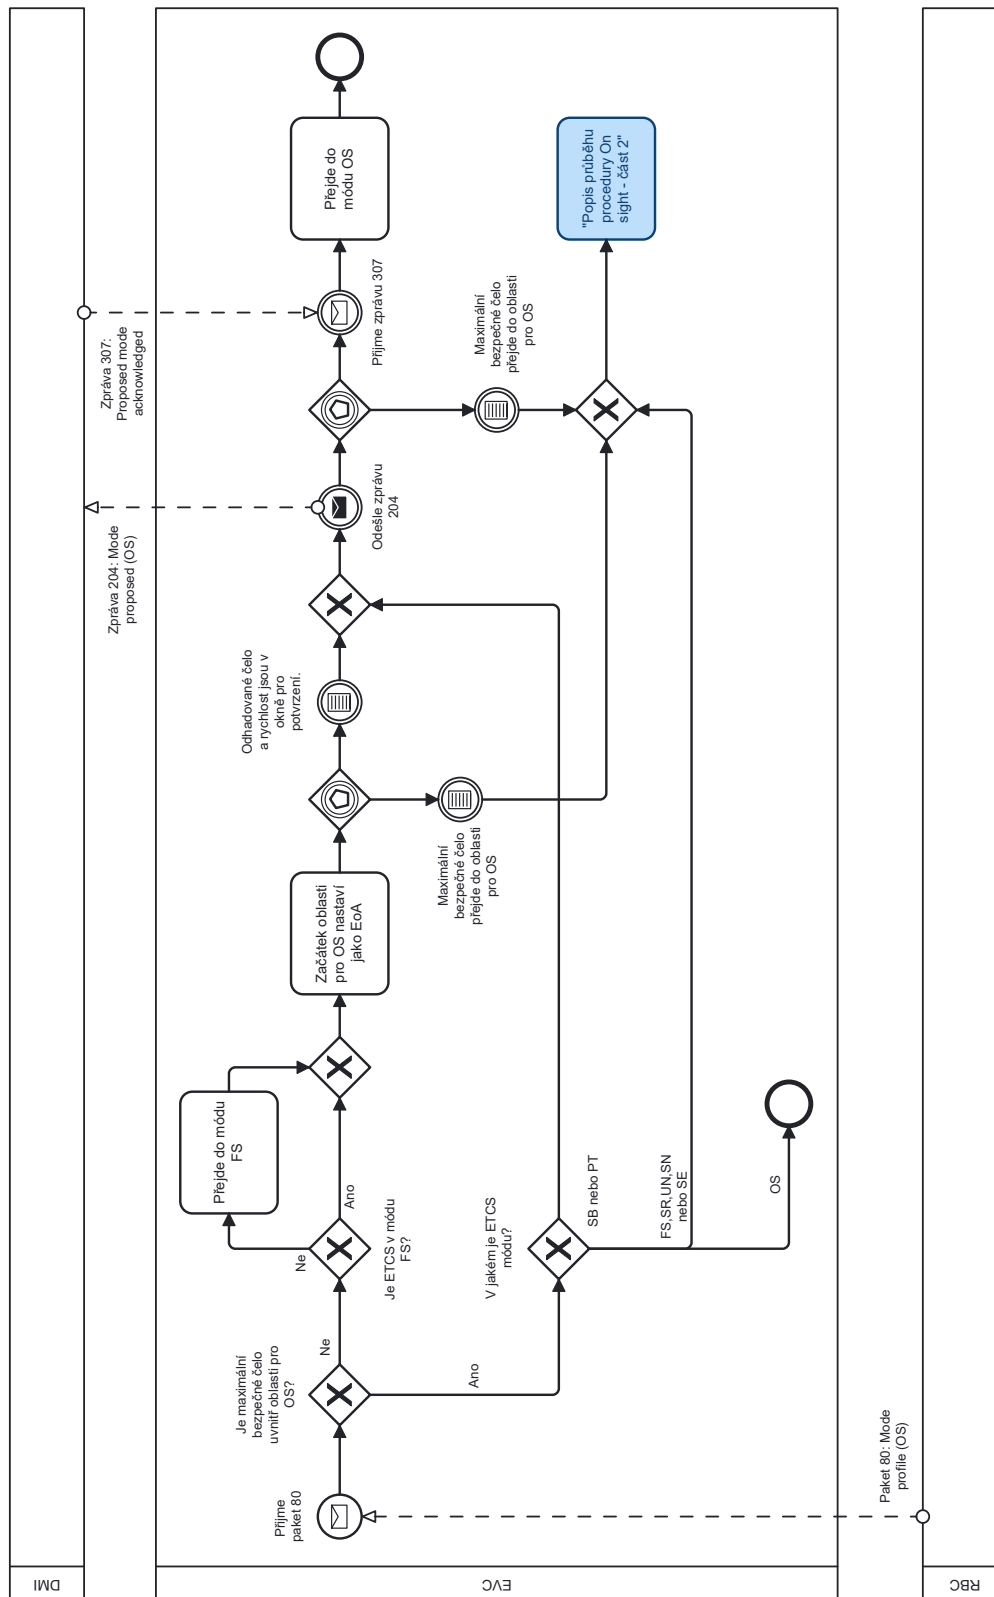 DMI
EVC
RBC
Zpráva 307:
Proposed mode
acknowledged
Zpráva 204: Mode
proposed (OS)
Přejde do
módu OS
"Popis průběhu
procedury On
sight - část 2"
Přijme zprávu 307
Maximální
bezpečné čelo
přejde do oblasti
pro OS
Odešle zprávu
204
Odhadované čelo
a rychlost jsou v
okně pro
potvrzení.
Maximální
bezpečné čelo
přejde do oblasti
pro OS
Začátek oblasti
pro OS nastaví
jako EoA
Přejde do módu
FS
Ano
Ne
Je ETCS v módu
FS?
V jakém je ETCS
módu?
SB nebo PT
FS,SR,UN,SN
nebo SE
OS
Ne
Ano
Je maximální
bezpečné čelo
uvnitř oblasti pro
OS?
Přijme
paket 80
Paket 80: Mode
profile (OS)